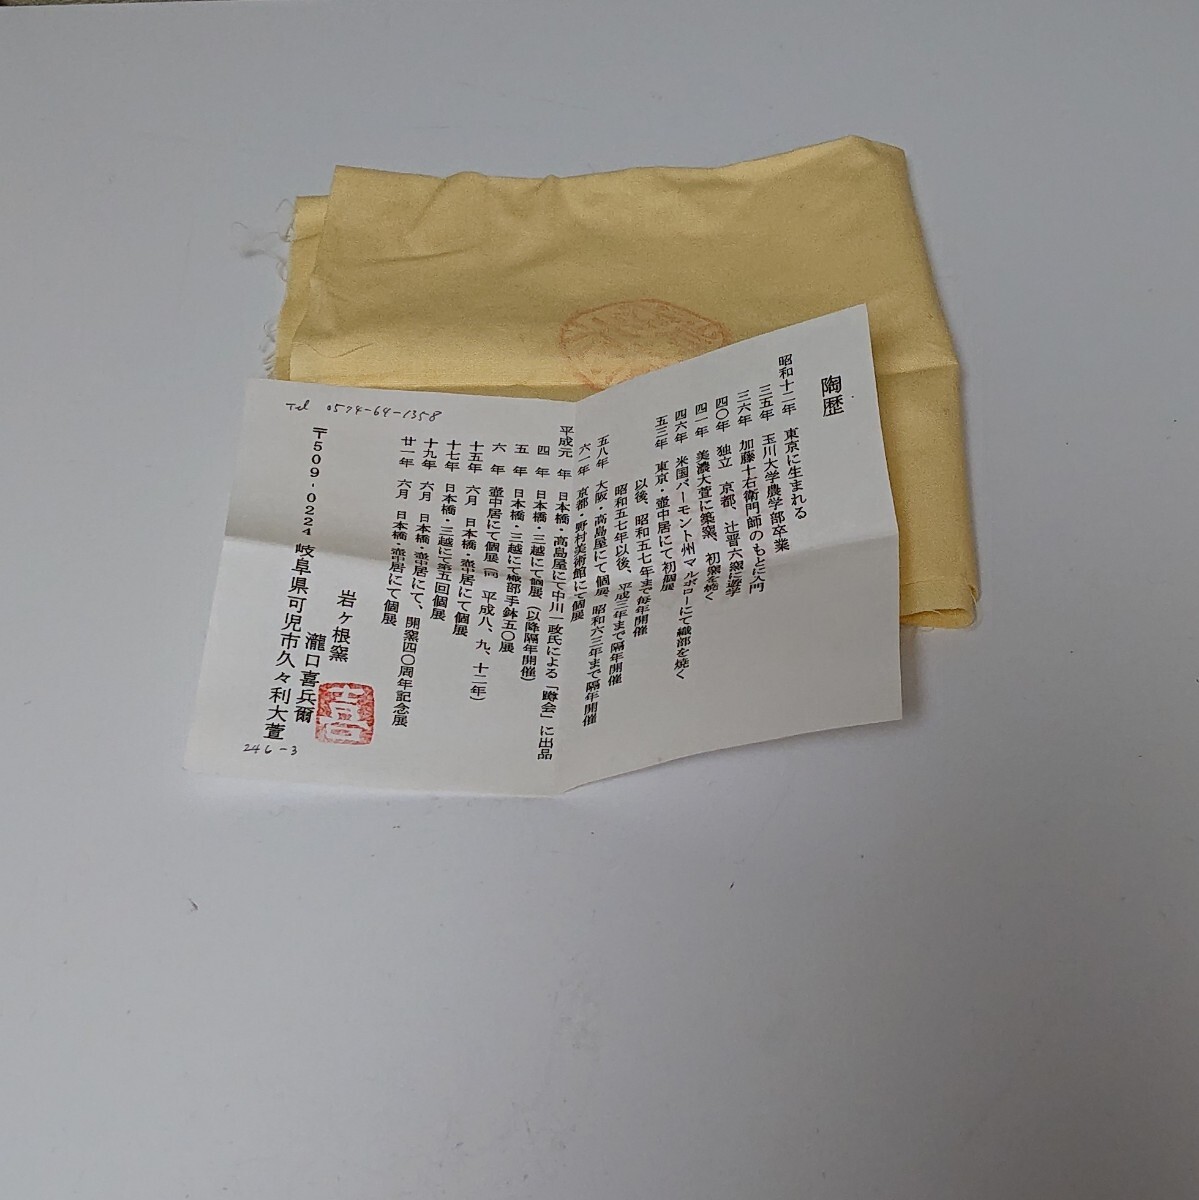 陶歴
昭和十二年 東京に生まれる
三五年 玉川大学農学部卒業
三六年 加藤十右衛門師のもとに入門
四〇年 独立 京都、辻晋六窯に遊学
四一年 美濃大萱に築窯、初窯を焼く
四六年 米国バーモント州マルボローにて織部を焼く
五三年 東京・壷中居にて初個展
以後、昭和五七年まで毎年開催
昭和五七年以後、平成三年まで隔年開催
五八年 大阪・高島屋にて個展、昭和六三年まで隔年開催
六一年 京都・野村美術館にて個展
平成元年 日本橋・高島屋にて中川一政氏による「蹲会」に出品
四年 日本橋・三越にて個展(以降隔年開催)
五年 日本橋・三越にて織部手鉢五〇展
六年 壷中居にて個展(同 平成八、九、十二年)
十五年 六月 日本橋・壷中居にて個展
十七年 日本橋・三越にて第五回個展
十九年 六月 日本橋・壷中居にて、開窯四〇周年記念展
廿一年 六月 日本橋・壷中居にて個展
岩ヶ根窯
瀧口喜兵爾
喜
〒509-0224 岐阜県可児市久々利大萱
246-3
Tel 0574-64-1358